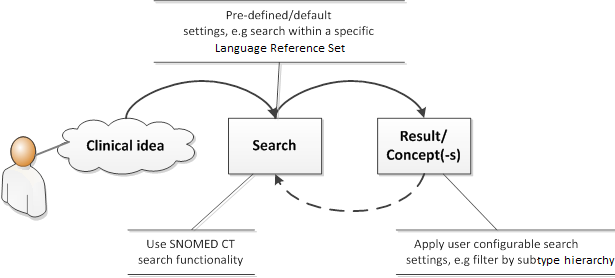 Pre-defined/default
settings, e.g search within a specific
Language Reference Set
Clinical idea
Search
Result/
Concept(-s)
Use SNOMED CT
search functionality
Apply user configurable search
settings, e.g filter by subtype hierarchy